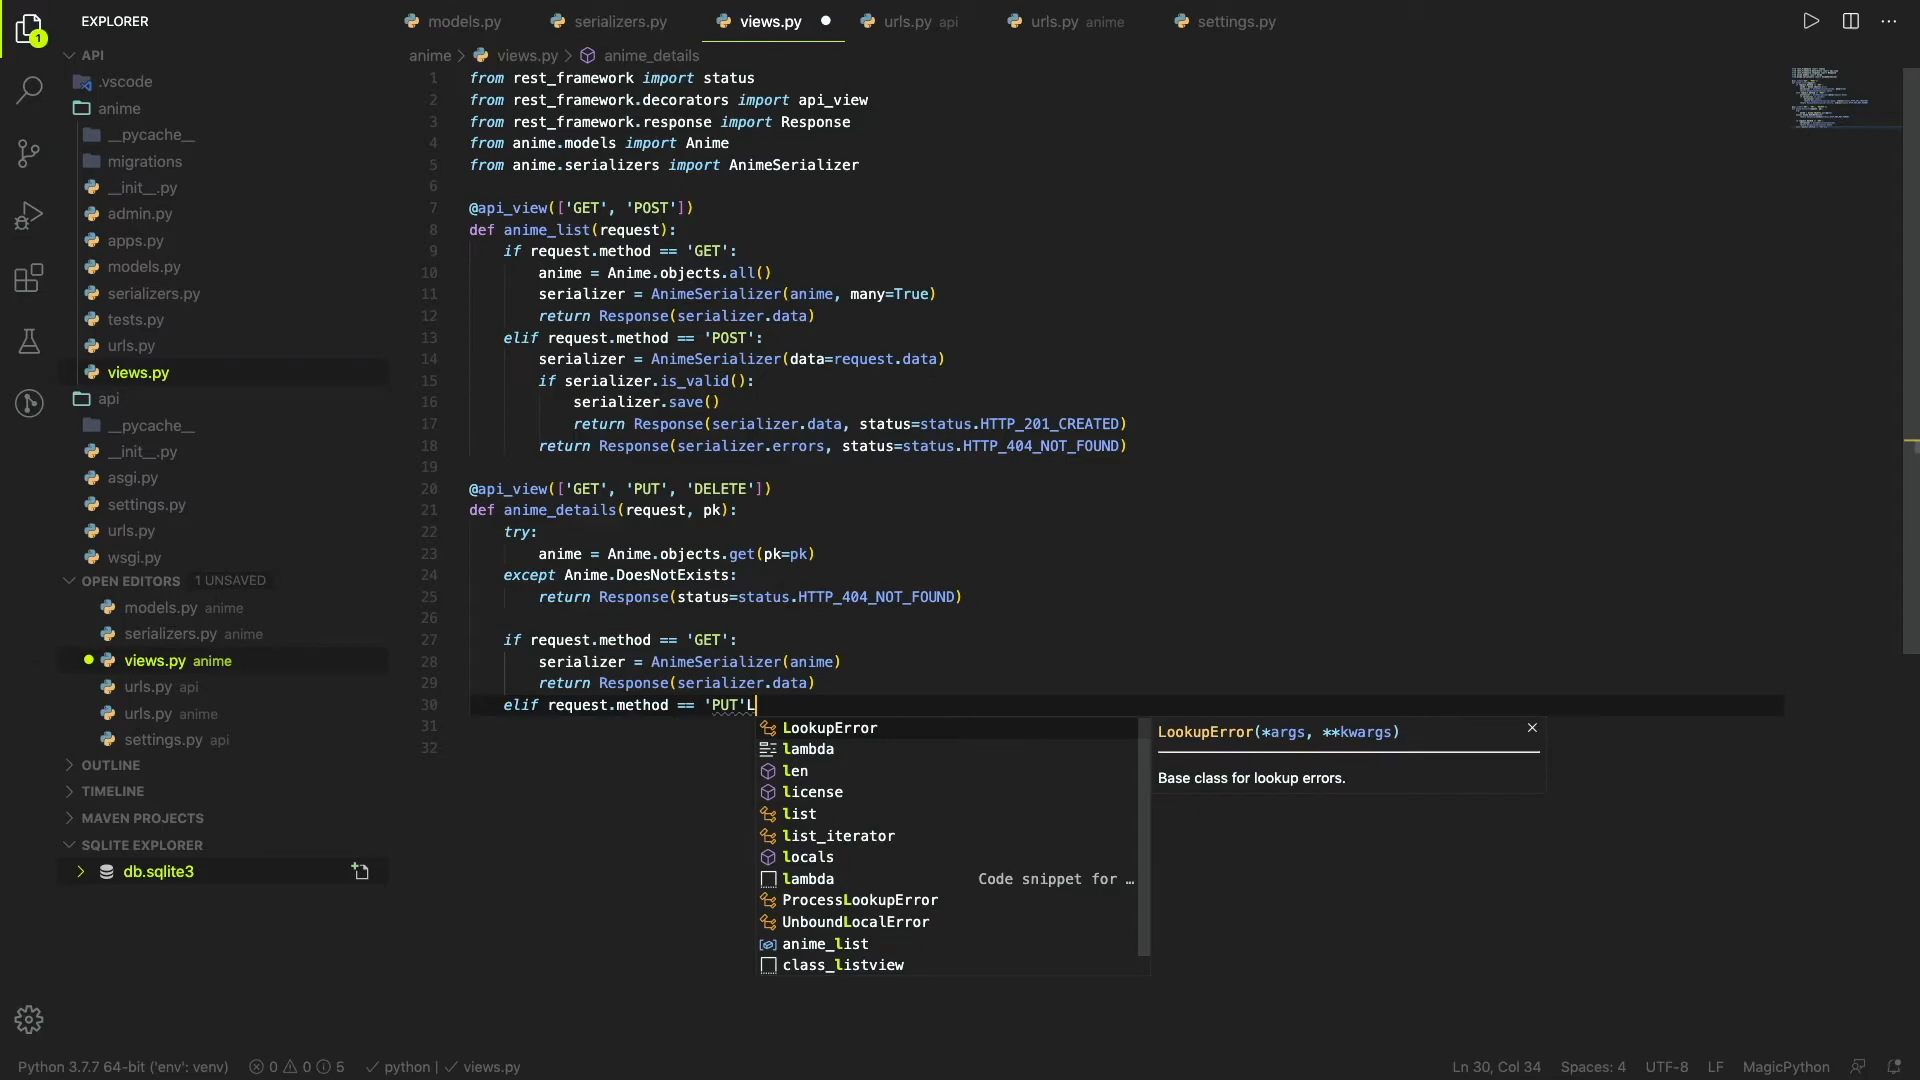 EXPLORER
models.py
serializers.py
views.py
urls.py api
urls.py anime
settings.py
1
API
.vscode
anime
__pycache__
migrations
__init__.py
admin.py
apps.py
models.py
serializers.py
tests.py
urls.py
views.py
api
__pycache__
__init__.py
asgi.py
settings.py
urls.py
wsgi.py
OPEN EDITORS 1 UNSAVED
models.py anime
serializers.py anime
views.py anime
urls.py api
urls.py anime
settings.py api
OUTLINE
TIMELINE
MAVEN PROJECTS
SQLITE EXPLORER
db.sqlite3
anime > views.py > anime_details
1 from rest_framework import status
2 from rest_framework.decorators import api_view
3 from rest_framework.response import Response
4 from anime.models import Anime
5 from anime.serializers import AnimeSerializer
6
7 @api_view(['GET', 'POST'])
8 def anime_list(request):
9 if request.method == 'GET':
10 anime = Anime.objects.all()
11 serializer = AnimeSerializer(anime, many=True)
12 return Response(serializer.data)
13 elif request.method == 'POST':
14 serializer = AnimeSerializer(data=request.data)
15 if serializer.is_valid():
16 serializer.save()
17 return Response(serializer.data, status=status.HTTP_201_CREATED)
18 return Response(serializer.errors, status=status.HTTP_404_NOT_FOUND)
19
20 @api_view(['GET', 'PUT', 'DELETE'])
21 def anime_details(request, pk):
22 try:
23 anime = Anime.objects.get(pk=pk)
24 except Anime.DoesNotExists:
25 return Response(status=status.HTTP_404_NOT_FOUND)
26
27 if request.method == 'GET':
28 serializer = AnimeSerializer(anime)
29 return Response(serializer.data)
30 elif request.method == 'PUT'L
31
32
LookupError
lambda
len
license
list
list_iterator
locals
lambda Code snippet for …
ProcessLookupError
UnboundLocalError
anime_list
class_listview
LookupError(*args, **kwargs)
Base class for lookup errors.
Python 3.7.7 64-bit ('env': venv) 0 0 5 python | views.py
Ln 30, Col 34 Spaces: 4 UTF-8 LF MagicPython